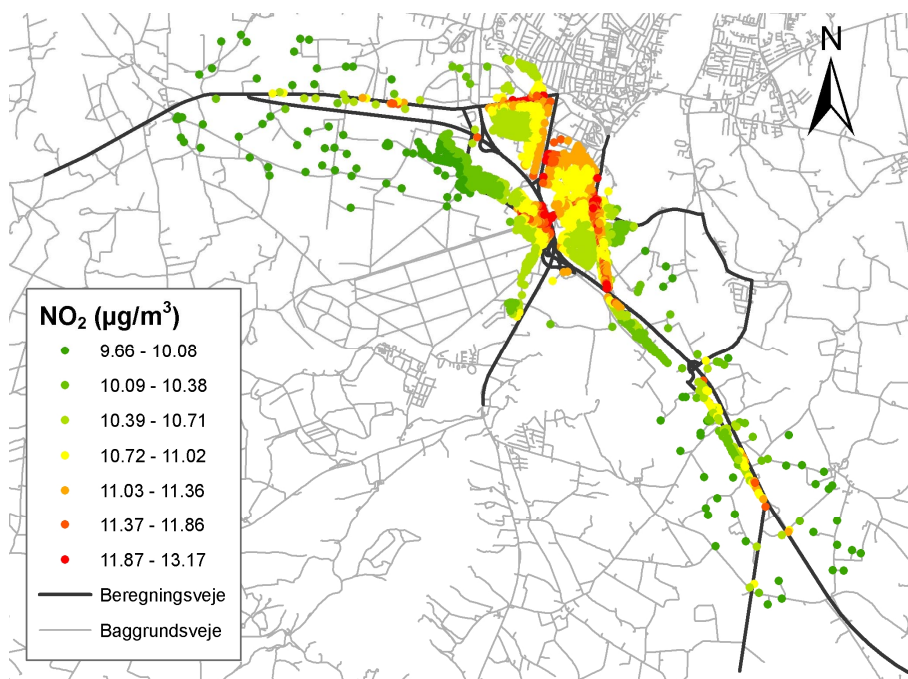 N
NO₂ (µg/m³)
9.66 - 10.08
10.09 - 10.38
10.39 - 10.71
10.72 - 11.02
11.03 - 11.36
11.37 - 11.86
11.87 - 13.17
Beregningsveje
Baggrundsveje